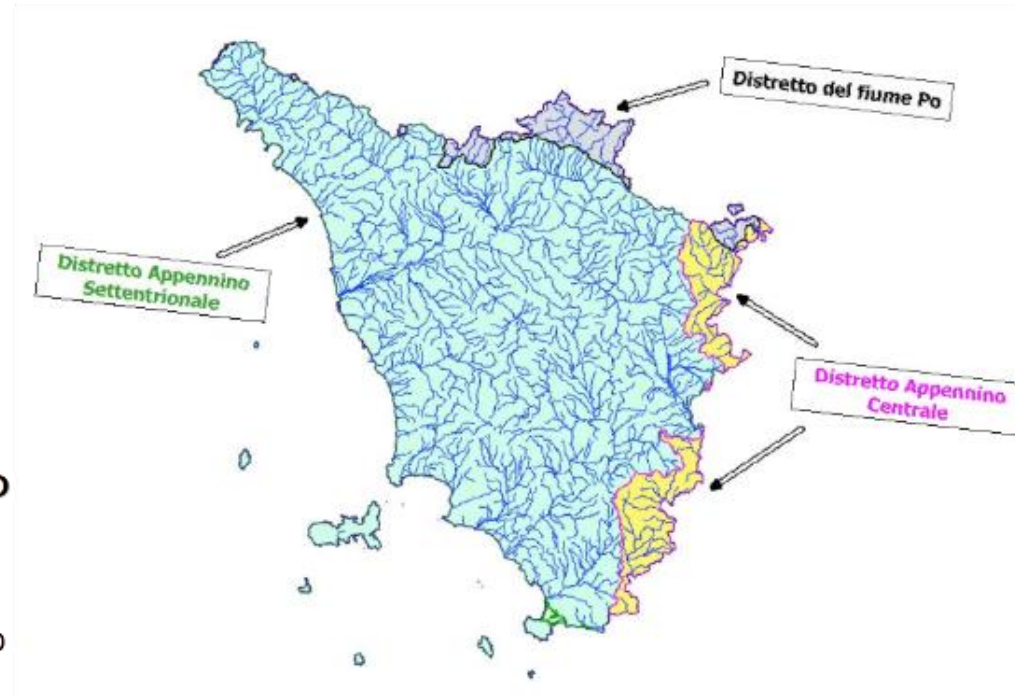 Distretto del fiume Po
Distretto Appennino
Settentrionale
Distretto Appennino
Centrale
o
o